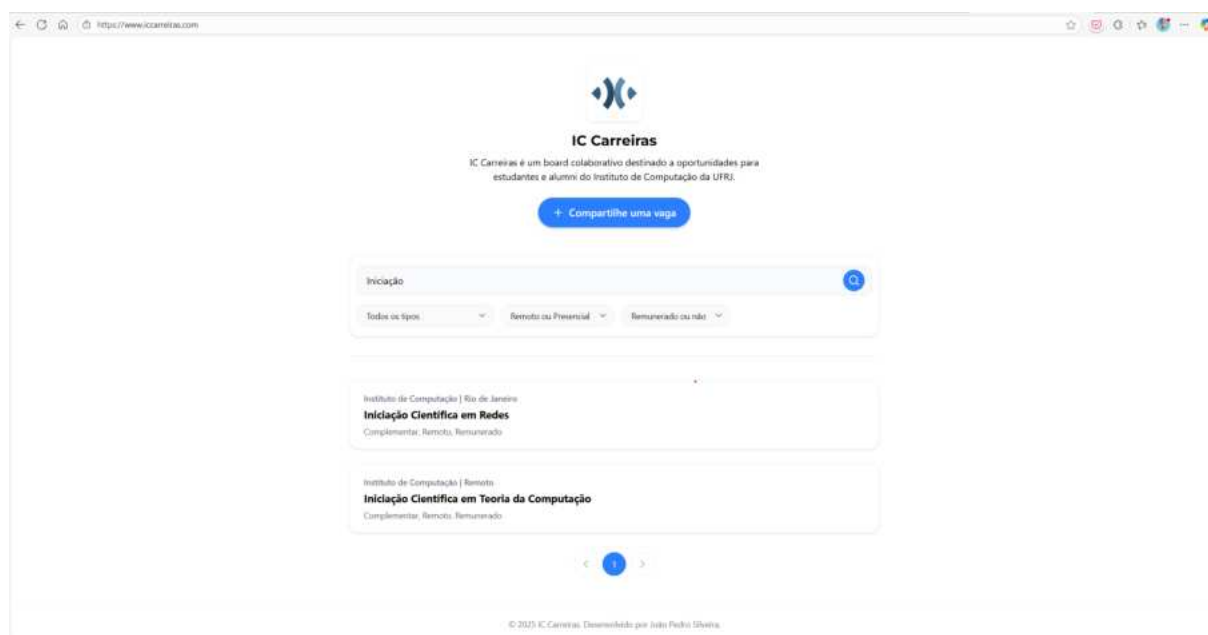 https://www.iccarreiras.com
IC Carreiras
IC Carreiras é um board colaborativo destinado a oportunidades para
estudantes e alumni do Instituto de Computação da UFRJ.
+ Compartilhe uma vaga
Iniciação
Todos os tipos
Remoto ou Presencial
Remunerado ou não
Instituto de Computação | Rio de Janeiro
Iniciação Científica em Redes
Complementar, Remoto, Remunerado
Instituto de Computação | Remoto
Iniciação Científica em Teoria da Computação
Complementar, Remoto, Remunerado
1
© 2025 IC Carreiras. Desenvolvido por João Pedro Silveira.